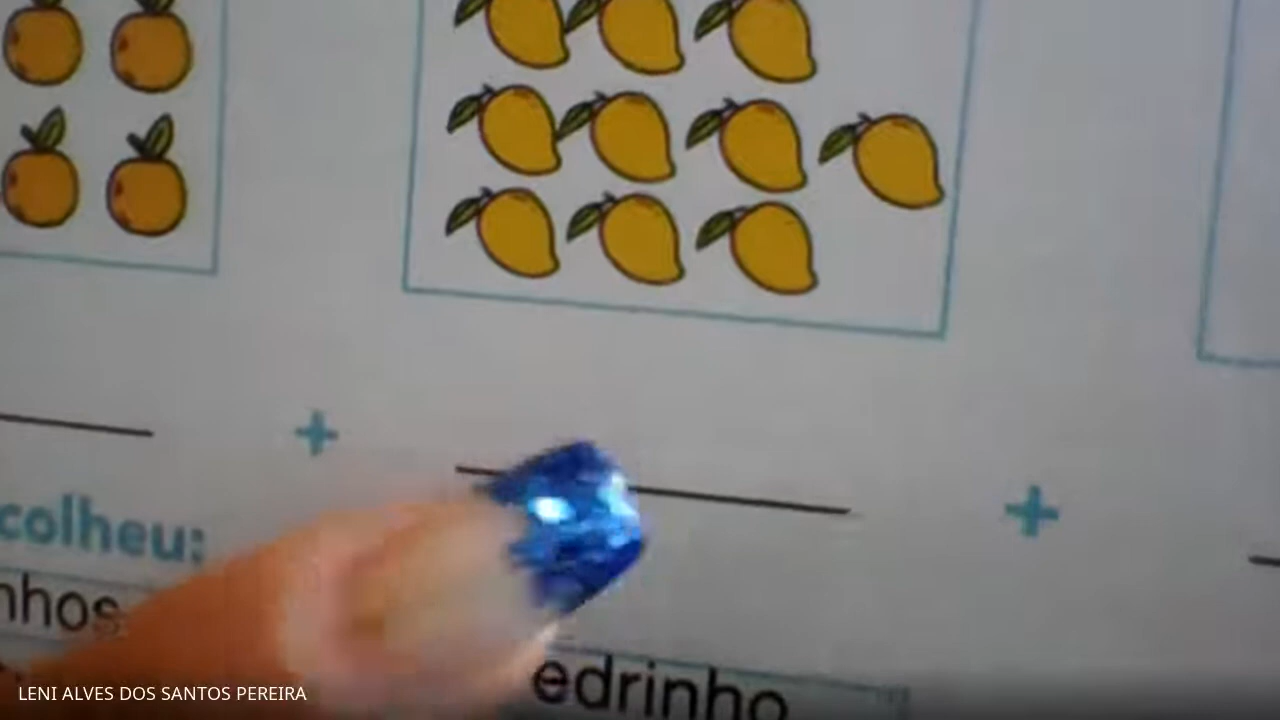 +
+
colheu:
nhos
edrinho
LENI ALVES DOS SANTOS PEREIRA